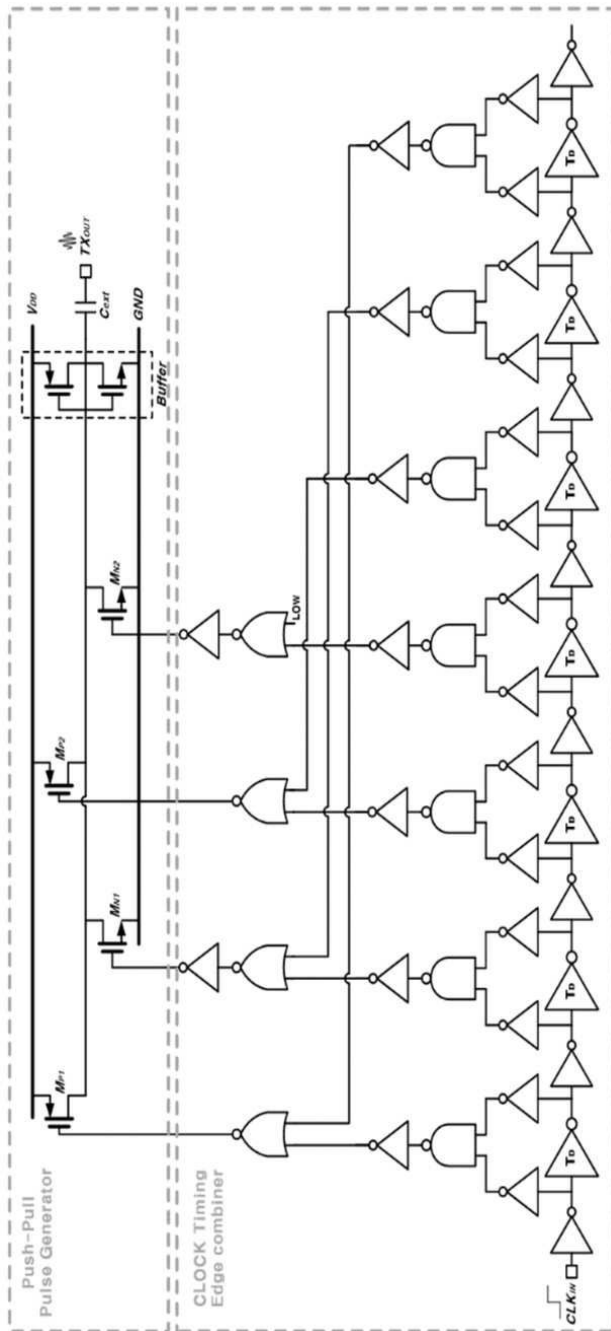 Push-Pull
Pulse Generator
V_DD
M_P1
M_P2
M_N1
M_N2
Buffer
C_ext
TX_OUT
GND
CLOCK Timing
Edge combiner
LOW
CLK_IN
T_D
T_D
T_D
T_D
T_D
T_D
T_D